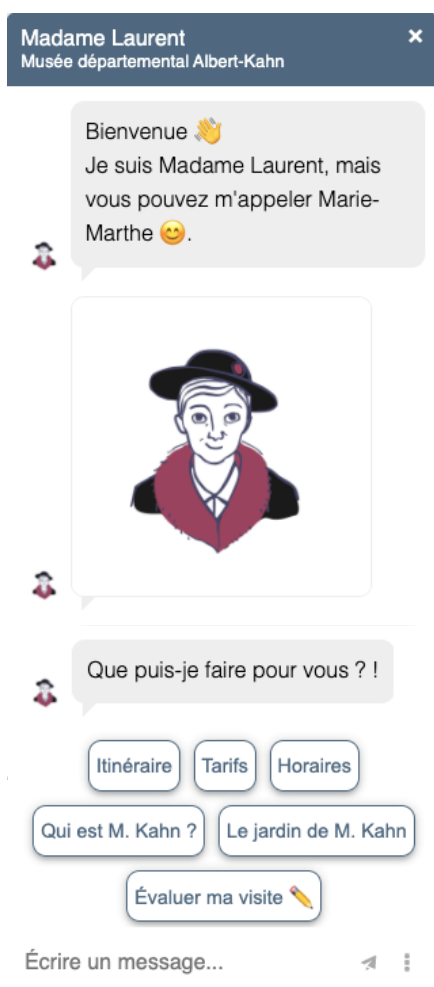 Madame Laurent
Musée départemental Albert-Kahn
Bienvenue 👋
Je suis Madame Laurent, mais
vous pouvez m'appeler Marie-
Marthe 😊.
Que puis-je faire pour vous ? !
Itinéraire
Tarifs
Horaires
Qui est M. Kahn ?
Le jardin de M. Kahn
Évaluer ma visite ✏️
Écrire un message...